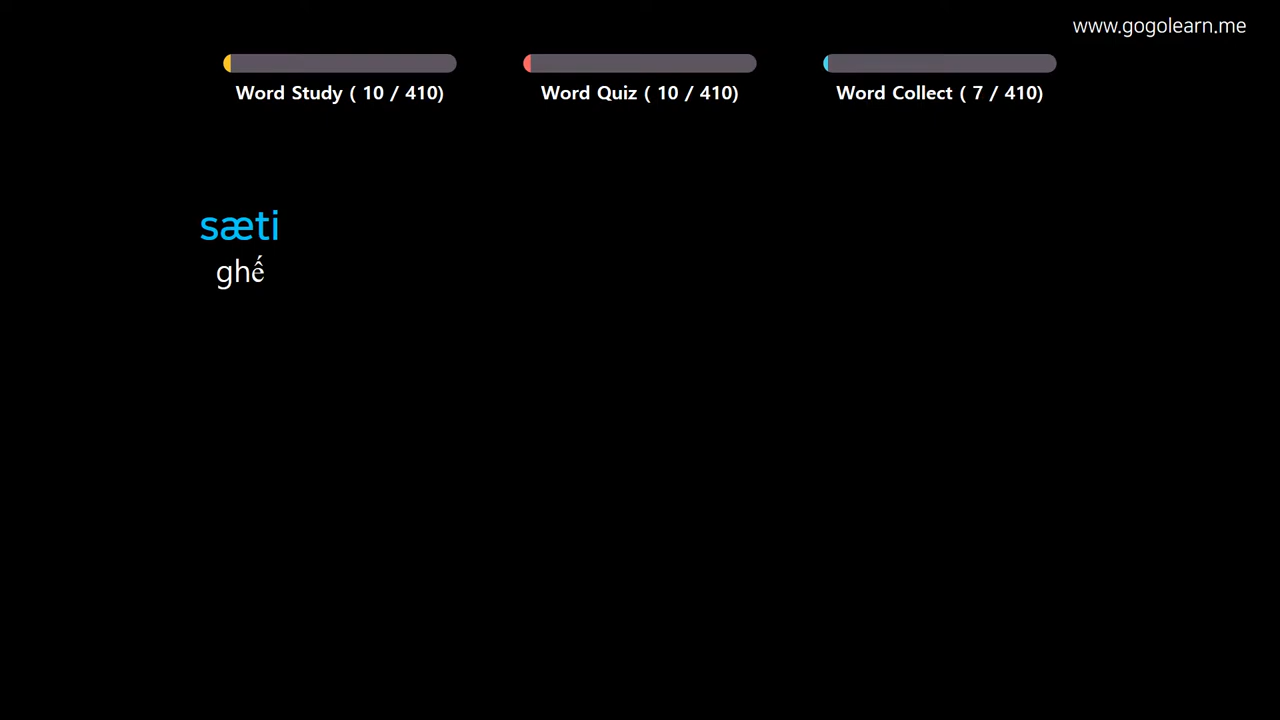 www.gogolearn.me
Word Study ( 10 / 410)
Word Quiz ( 10 / 410)
Word Collect ( 7 / 410)
sæti
ghế